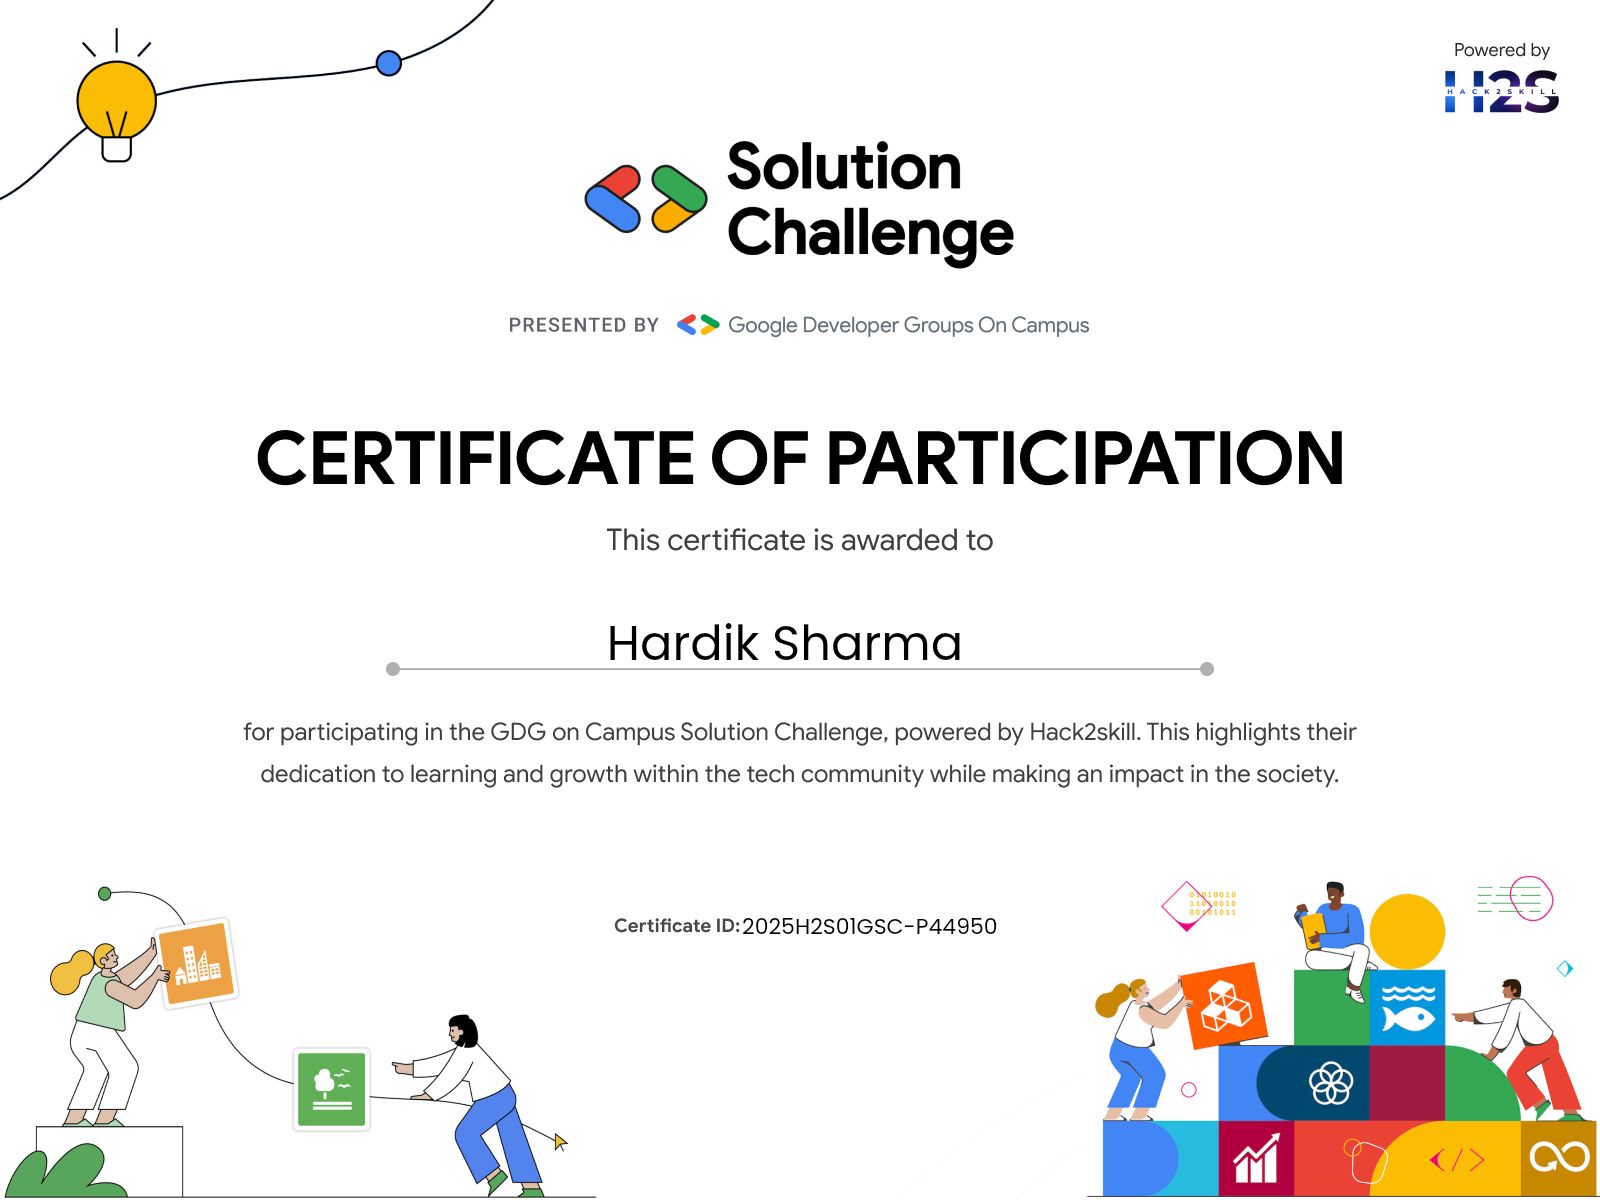 Powered by
H2S
HACK2SKILL
Solution
Challenge
PRESENTED BY Google Developer Groups On Campus
CERTIFICATE OF PARTICIPATION
This certificate is awarded to
Hardik Sharma
for participating in the GDG on Campus Solution Challenge, powered by Hack2skill. This highlights their
dedication to learning and growth within the tech community while making an impact in the society.
Certificate ID: 2025H2S01GSC-P44950
01010010
11010010
00101011